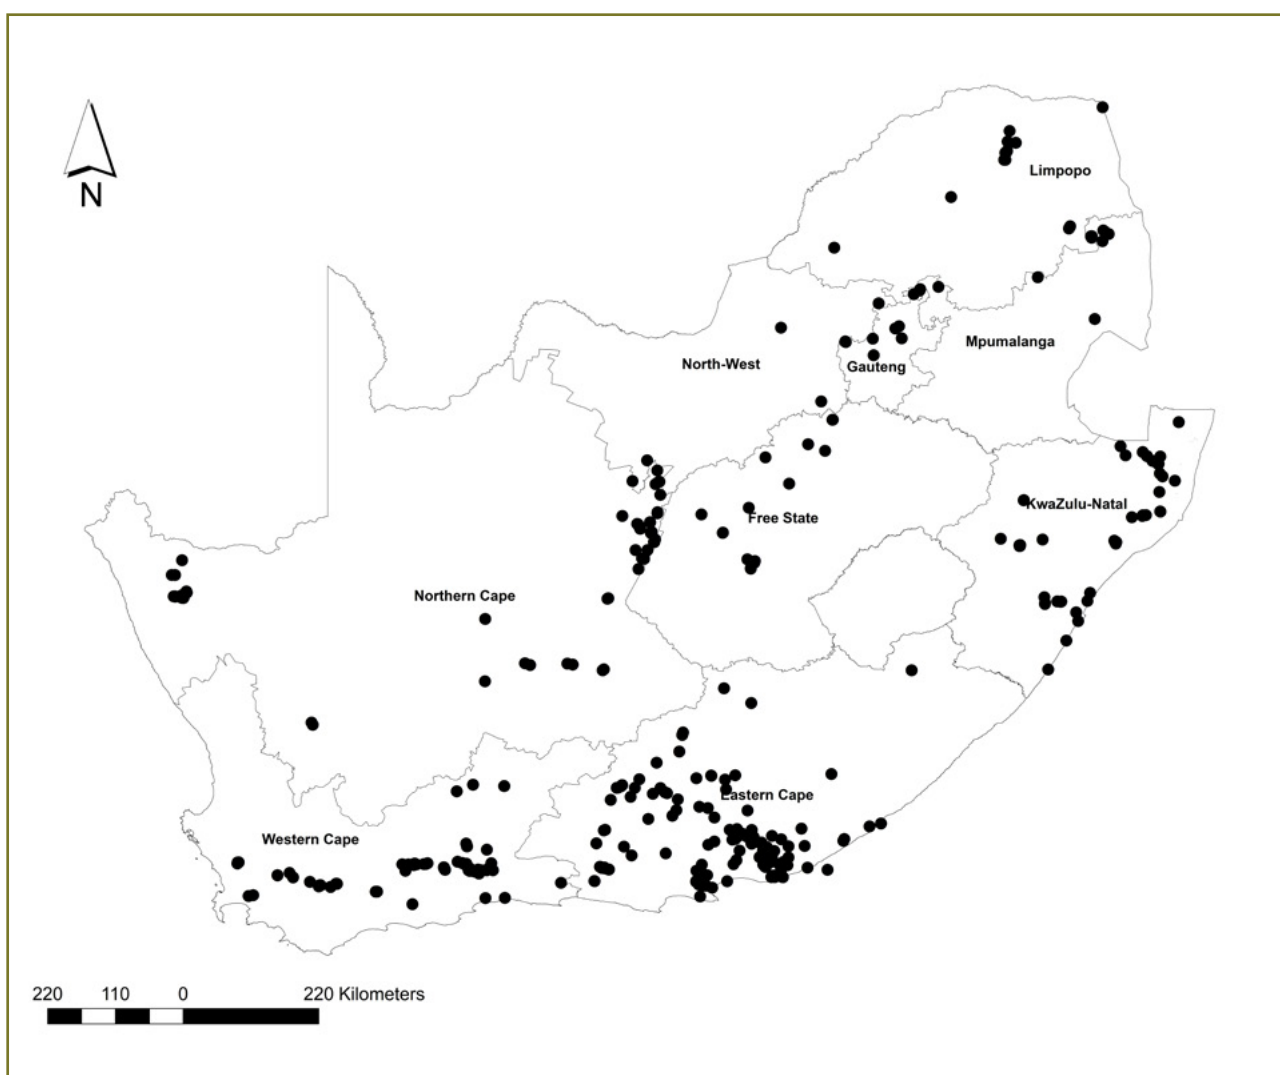 N
Limpopo
Mpumalanga
North-West
Gauteng
KwaZulu-Natal
Free State
Northern Cape
Eastern Cape
Western Cape
220 110 0 220 Kilometers